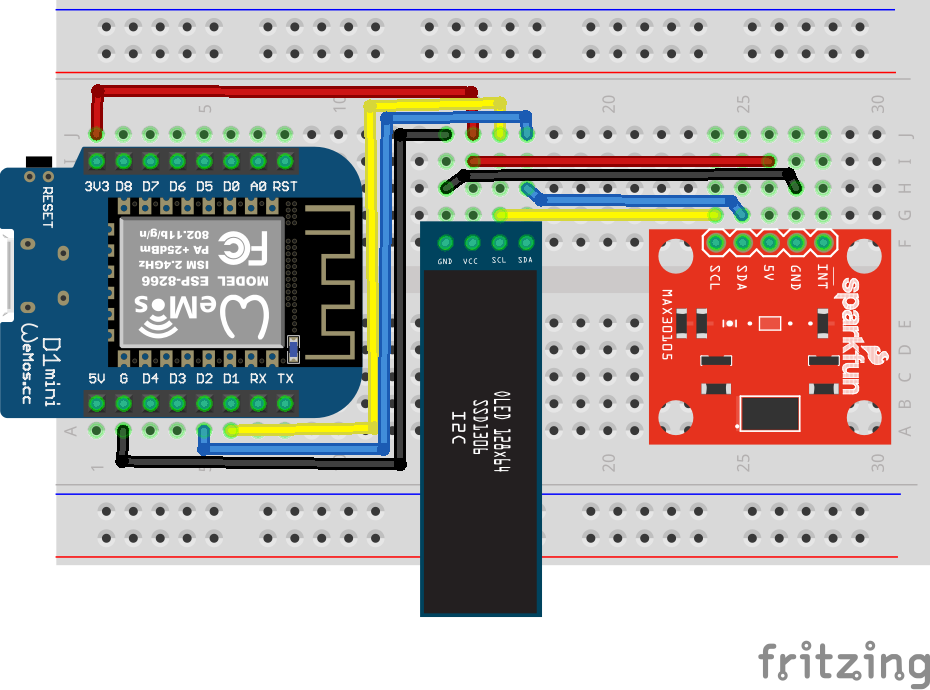 5
10
20
25
30
J
J
I
H
G
F
E
D
C
B
A
A
1
5
20
25
30
RESET
3V3 D8 D7 D6 D5 D0 A0 RST
WeMos
MODEL ESP-8266
ISM 2.4GHz
PA +25dBm
802.11b/g/n
FC
5V G D4 D3 D2 D1 RX TX
D1 mini
WeMos.cc
GND VCC SCL SDA
OLED 128x64
SSD1306
I2C
SCL
SDA
5V
GND
INT
MAX30105
sparkfun
fritzing